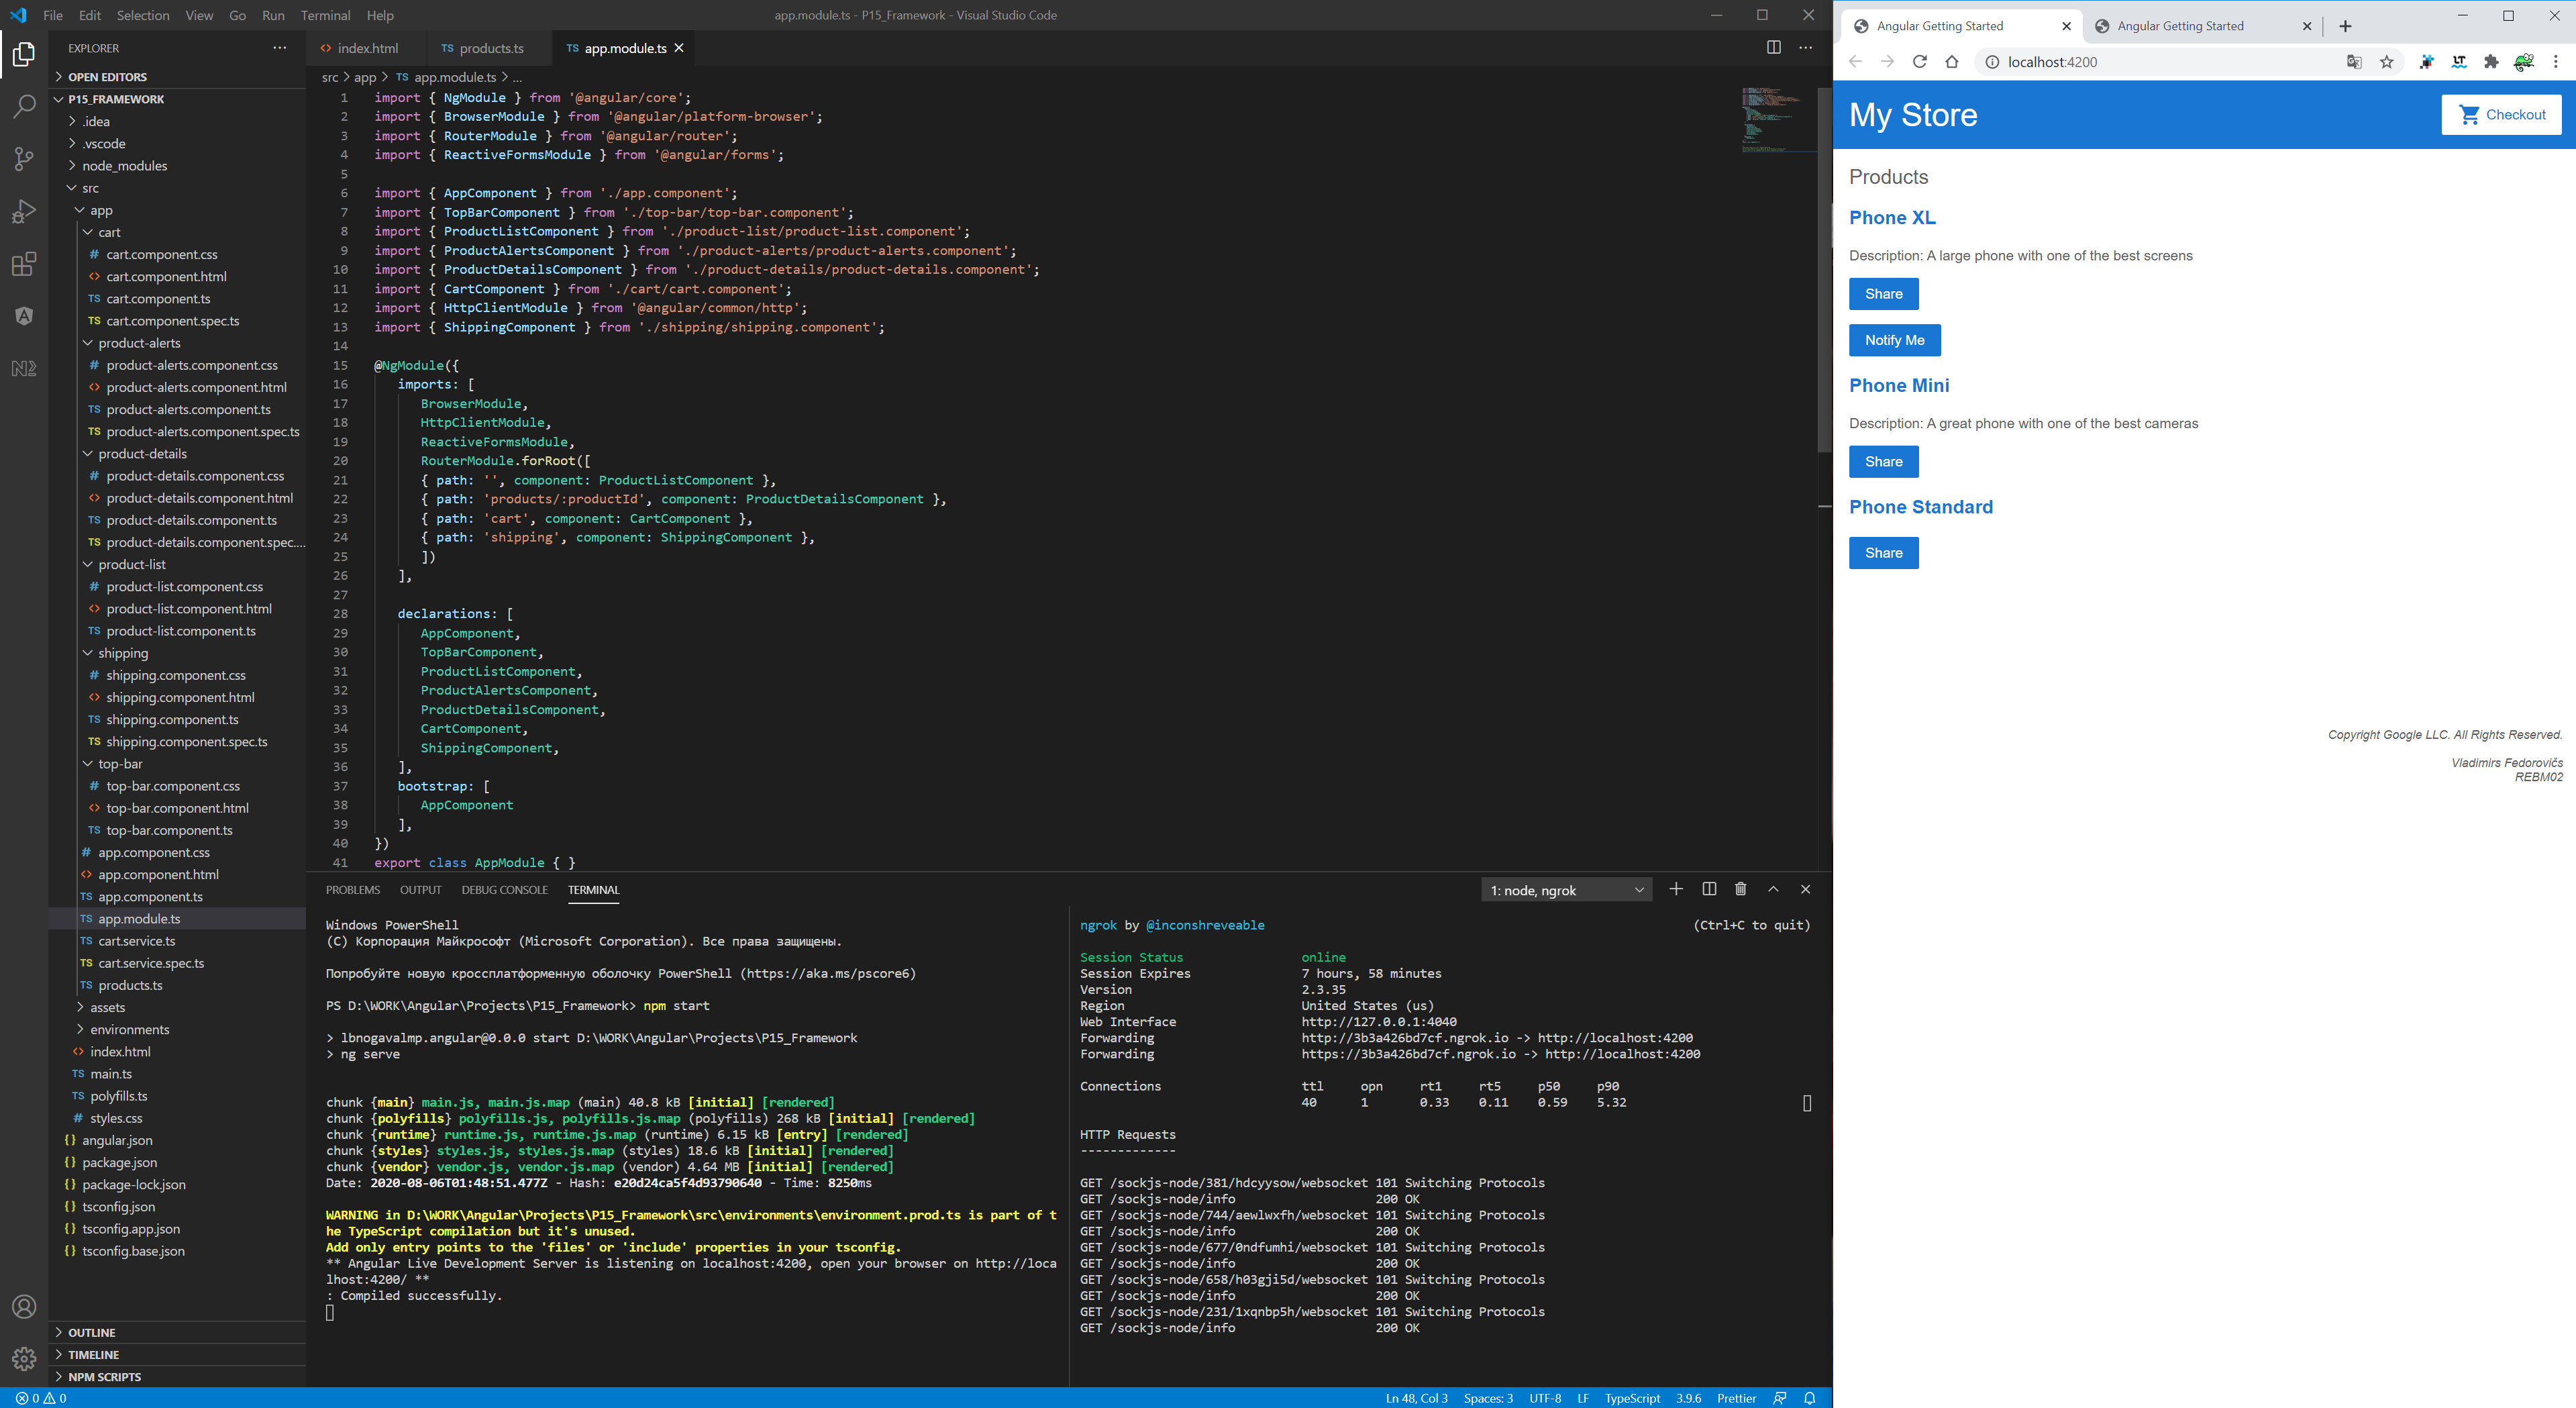 File Edit Selection View Go Run Terminal Help
app.module.ts - P15_Framework - Visual Studio Code
EXPLORER
OPEN EDITORS
P15_FRAMEWORK
.idea
.vscode
node_modules
src
app
cart
# cart.component.css
<> cart.component.html
TS cart.component.ts
TS cart.component.spec.ts
product-alerts
# product-alerts.component.css
<> product-alerts.component.html
TS product-alerts.component.ts
TS product-alerts.component.spec.ts
product-details
# product-details.component.css
<> product-details.component.html
TS product-details.component.ts
TS product-details.component.spec....
product-list
# product-list.component.css
<> product-list.component.html
TS product-list.component.ts
shipping
# shipping.component.css
<> shipping.component.html
TS shipping.component.ts
TS shipping.component.spec.ts
top-bar
# top-bar.component.css
<> top-bar.component.html
TS top-bar.component.ts
# app.component.css
<> app.component.html
TS app.component.ts
TS app.module.ts
TS cart.service.ts
TS cart.service.spec.ts
TS products.ts
assets
environments
<> index.html
TS main.ts
TS polyfills.ts
# styles.css
{} angular.json
{} package.json
{} package-lock.json
{} tsconfig.json
{} tsconfig.app.json
{} tsconfig.base.json
OUTLINE
TIMELINE
NPM SCRIPTS
<> index.html TS products.ts TS app.module.ts
src > app > TS app.module.ts > ...
1 import { NgModule } from '@angular/core';
2 import { BrowserModule } from '@angular/platform-browser';
3 import { RouterModule } from '@angular/router';
4 import { ReactiveFormsModule } from '@angular/forms';
5
6 import { AppComponent } from './app.component';
7 import { TopBarComponent } from './top-bar/top-bar.component';
8 import { ProductListComponent } from './product-list/product-list.component';
9 import { ProductAlertsComponent } from './product-alerts/product-alerts.component';
10 import { ProductDetailsComponent } from './product-details/product-details.component';
11 import { CartComponent } from './cart/cart.component';
12 import { HttpClientModule } from '@angular/common/http';
13 import { ShippingComponent } from './shipping/shipping.component';
14
15 @NgModule({
16 imports: [
17 BrowserModule,
18 HttpClientModule,
19 ReactiveFormsModule,
20 RouterModule.forRoot([
21 { path: '', component: ProductListComponent },
22 { path: 'products/:productId', component: ProductDetailsComponent },
23 { path: 'cart', component: CartComponent },
24 { path: 'shipping', component: ShippingComponent },
25 ])
26 ],
27
28 declarations: [
29 AppComponent,
30 TopBarComponent,
31 ProductListComponent,
32 ProductAlertsComponent,
33 ProductDetailsComponent,
34 CartComponent,
35 ShippingComponent,
36 ],
37 bootstrap: [
38 AppComponent
39 ],
40 })
41 export class AppModule { }
PROBLEMS OUTPUT DEBUG CONSOLE TERMINAL
1: node, ngrok
Windows PowerShell
(C) Корпорация Майкрософт (Microsoft Corporation). Все права защищены.
Попробуйте новую кроссплатформенную оболочку PowerShell (https://aka.ms/pscore6)
PS D:\WORK\Angular\Projects\P15_Framework> npm start
> lbnogavalmp.angular@0.0.0 start D:\WORK\Angular\Projects\P15_Framework
> ng serve
chunk {main} main.js, main.js.map (main) 40.8 kB [initial] [rendered]
chunk {polyfills} polyfills.js, polyfills.js.map (polyfills) 268 kB [initial] [rendered]
chunk {runtime} runtime.js, runtime.js.map (runtime) 6.15 kB [entry] [rendered]
chunk {styles} styles.js, styles.js.map (styles) 18.6 kB [initial] [rendered]
chunk {vendor} vendor.js, vendor.js.map (vendor) 4.64 MB [initial] [rendered]
Date: 2020-08-06T01:48:51.477Z - Hash: e20d24ca5f4d93790640 - Time: 8250ms
WARNING in D:\WORK\Angular\Projects\P15_Framework\src\environments\environment.prod.ts is part of t
he TypeScript compilation but it's unused.
Add only entry points to the 'files' or 'include' properties in your tsconfig.
** Angular Live Development Server is listening on localhost:4200, open your browser on http://loca
lhost:4200/ **
: Compiled successfully.
ngrok by @inconshreveable (Ctrl+C to quit)
Session Status online
Session Expires 7 hours, 58 minutes
Version 2.3.35
Region United States (us)
Web Interface http://127.0.0.1:4040
Forwarding http://3b3a426bd7cf.ngrok.io -> http://localhost:4200
Forwarding https://3b3a426bd7cf.ngrok.io -> http://localhost:4200
Connections ttl opn rt1 rt5 p50 p90
40 1 0.33 0.11 0.59 5.32
HTTP Requests
-------------
GET /sockjs-node/381/hdcyysow/websocket 101 Switching Protocols
GET /sockjs-node/info 200 OK
GET /sockjs-node/744/aewlwxfh/websocket 101 Switching Protocols
GET /sockjs-node/info 200 OK
GET /sockjs-node/677/0ndfumhi/websocket 101 Switching Protocols
GET /sockjs-node/info 200 OK
GET /sockjs-node/658/h03gji5d/websocket 101 Switching Protocols
GET /sockjs-node/info 200 OK
GET /sockjs-node/231/1xqnbp5h/websocket 101 Switching Protocols
GET /sockjs-node/info 200 OK
0 0
Ln 48, Col 3 Spaces: 3 UTF-8 LF TypeScript 3.9.6 Prettier
Angular Getting Started
Angular Getting Started
localhost:4200
My Store
Checkout
Products
Phone XL
Description: A large phone with one of the best screens
Share
Notify Me
Phone Mini
Description: A great phone with one of the best cameras
Share
Phone Standard
Share
Copyright Google LLC. All Rights Reserved.
Vladimirs Fedorovičs
REBM02